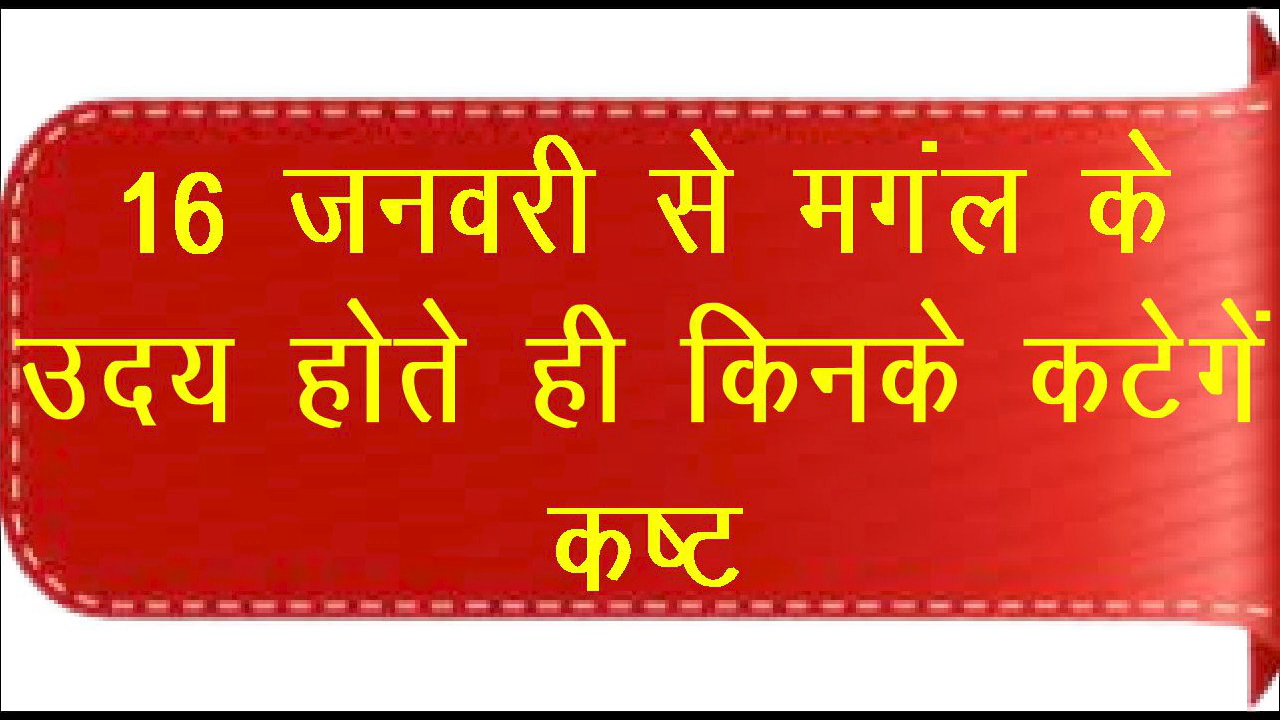 16 जनवरी से मगंल के
उदय होते ही किनके कटेगें
कष्ट